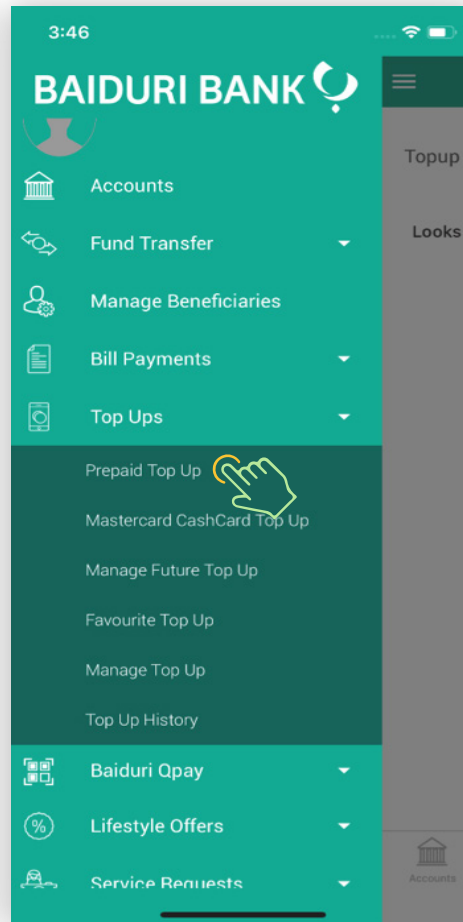 3:46
BAIDURI BANK
Topup
Looks
Accounts
Fund Transfer
Manage Beneficiaries
Bill Payments
Top Ups
Prepaid Top Up
Mastercard CashCard Top Up
Manage Future Top Up
Favourite Top Up
Manage Top Up
Top Up History
Baiduri Qpay
%
Lifestyle Offers
Service Requests
Accounts